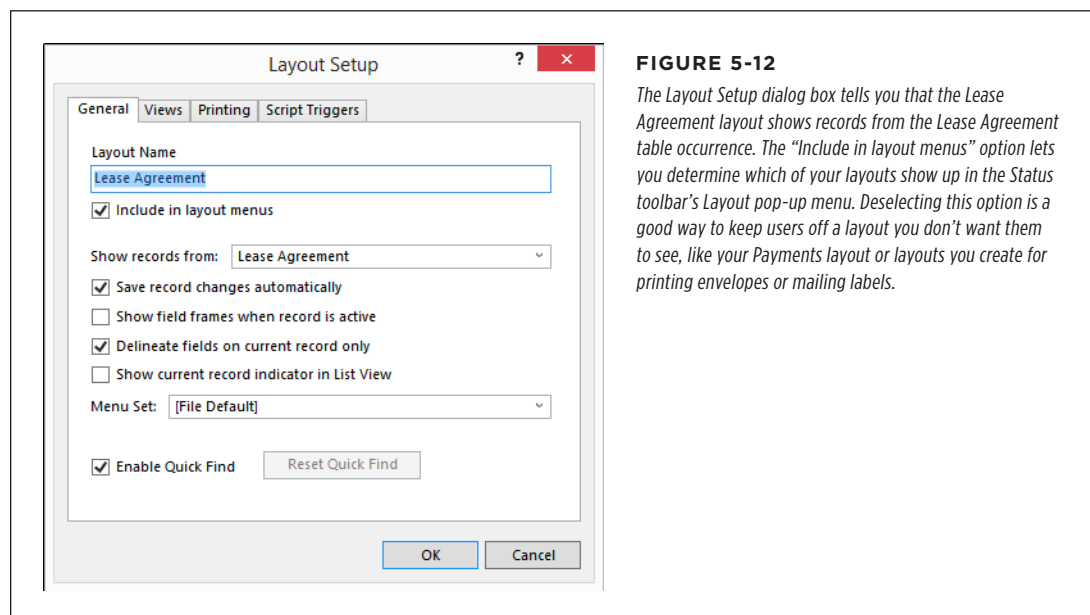 Layout Setup
?
General Views Printing Script Triggers
Layout Name
Lease Agreement
Include in layout menus
Show records from: Lease Agreement
Save record changes automatically
Show field frames when record is active
Delineate fields on current record only
Show current record indicator in List View
Menu Set: [File Default]
Enable Quick Find Reset Quick Find
OK Cancel
FIGURE 5-12
The Layout Setup dialog box tells you that the Lease
Agreement layout shows records from the Lease Agreement
table occurrence. The “Include in layout menus” option lets
you determine which of your layouts show up in the Status
toolbar’s Layout pop-up menu. Deselecting this option is a
good way to keep users off a layout you don’t want them
to see, like your Payments layout or layouts you create for
printing envelopes or mailing labels.